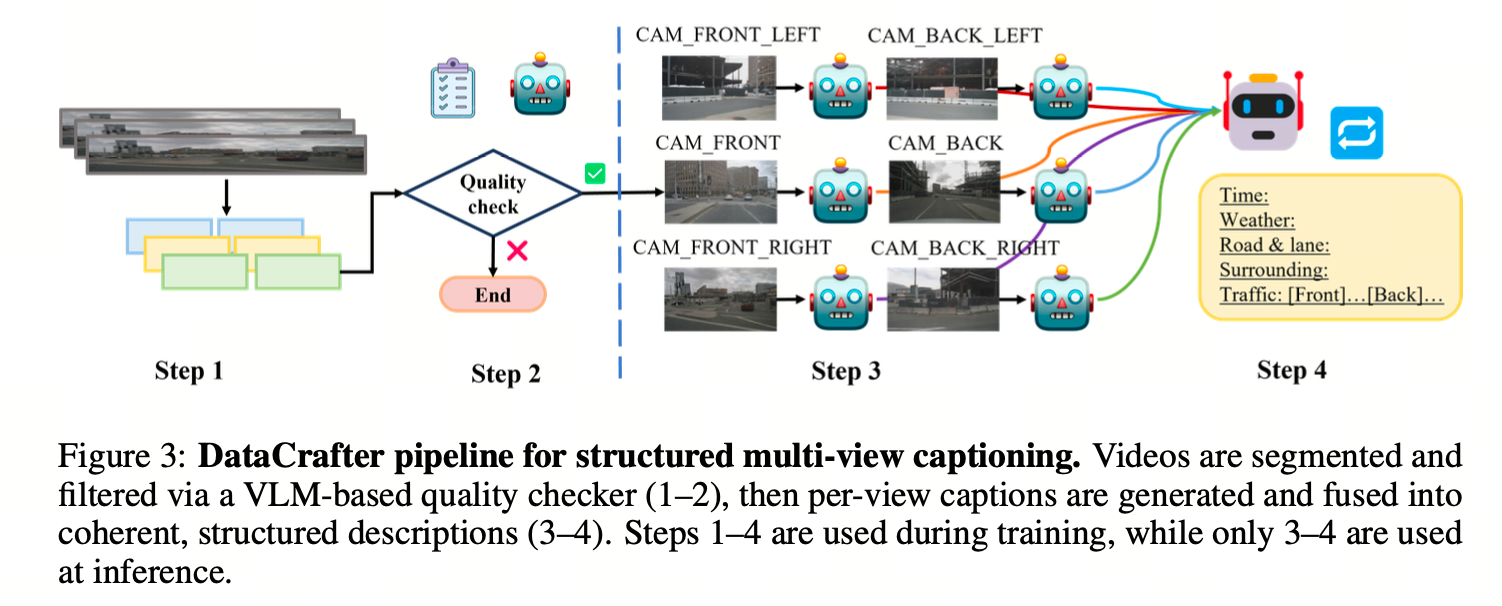 CAM_FRONT_LEFT
CAM_BACK_LEFT
CAM_FRONT
CAM_BACK
CAM_FRONT_RIGHT
CAM_BACK_RIGHT
Quality
check
End
Time:
Weather:
Road & lane:
Surrounding:
Traffic: [Front]…[Back]…
Step 1
Step 2
Step 3
Step 4
Figure 3: DataCrafter pipeline for structured multi-view captioning. Videos are segmented and
filtered via a VLM-based quality checker (1–2), then per-view captions are generated and fused into
coherent, structured descriptions (3–4). Steps 1–4 are used during training, while only 3–4 are used
at inference.